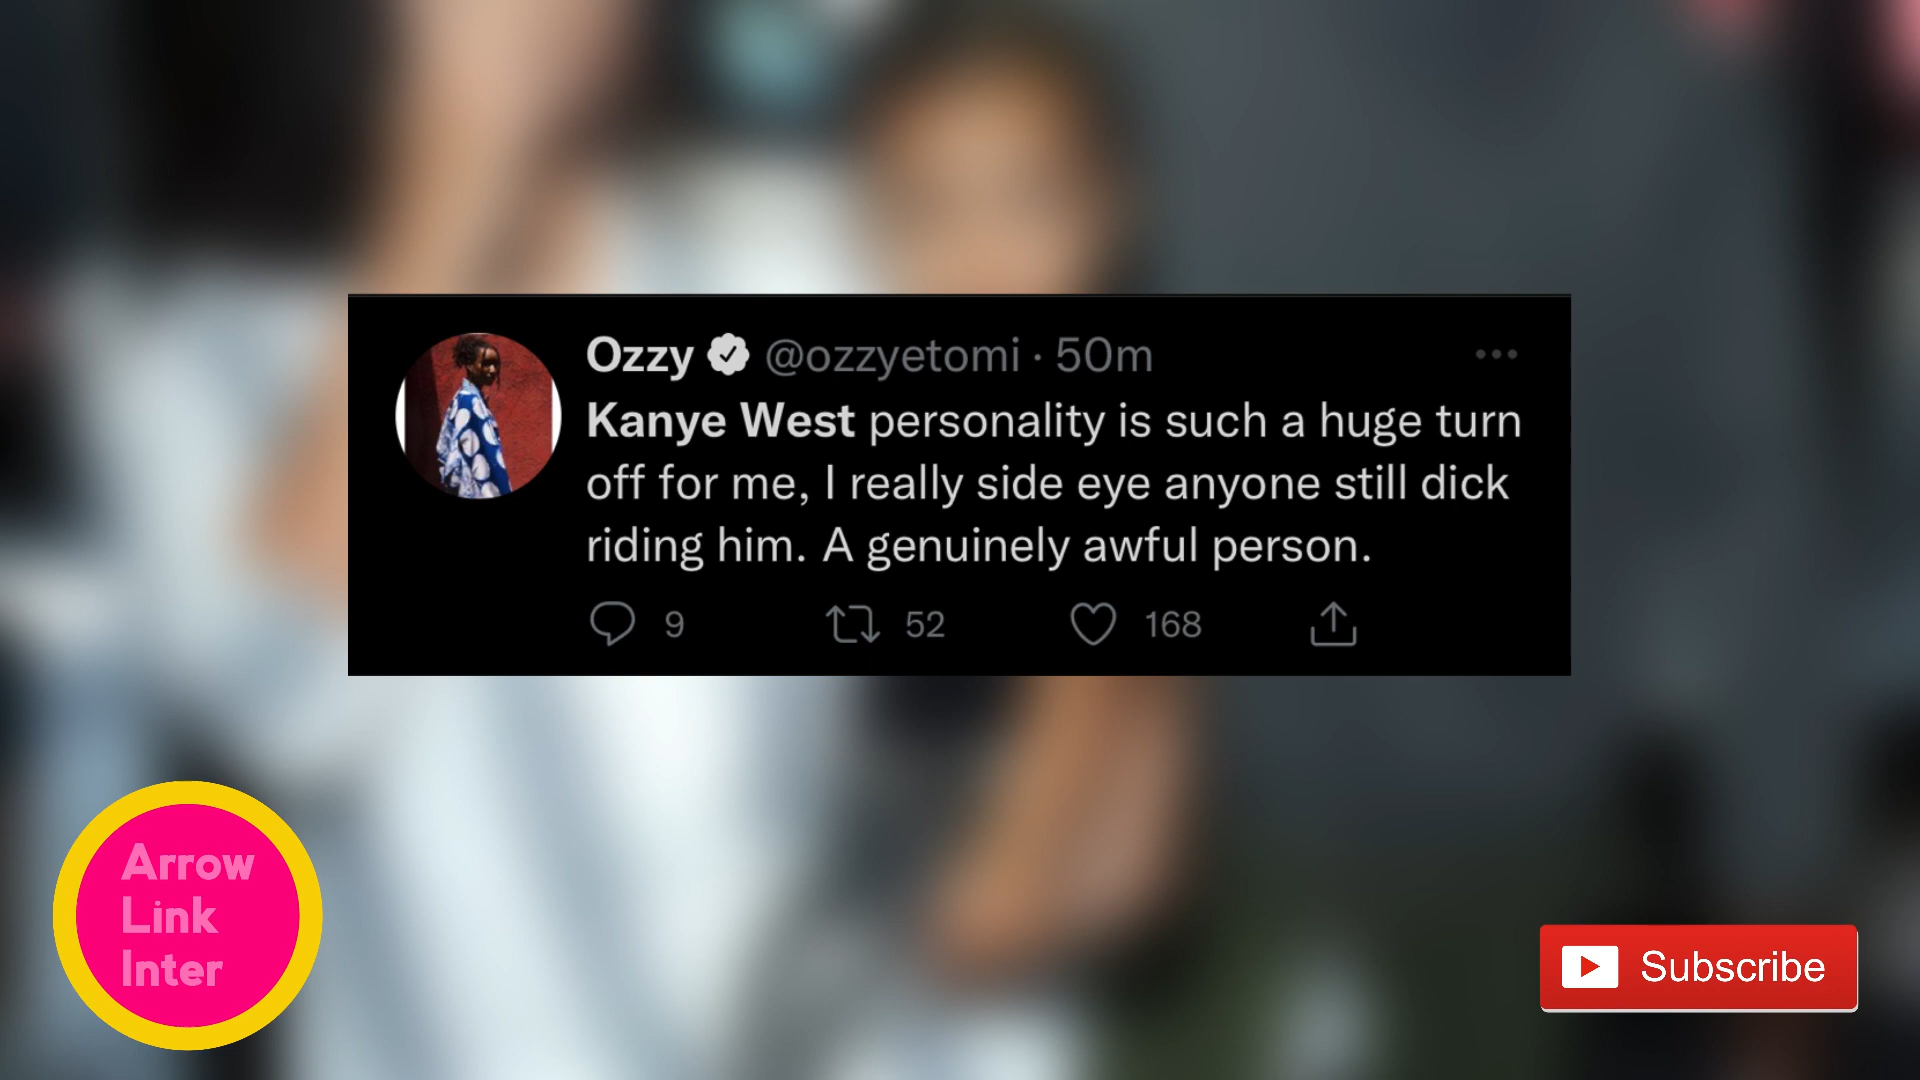 Ozzy @ozzyetomi · 50m
Kanye West personality is such a huge turn
off for me, I really side eye anyone still dick
riding him. A genuinely awful person.
9 52 168
Arrow
Link
Inter
Subscribe